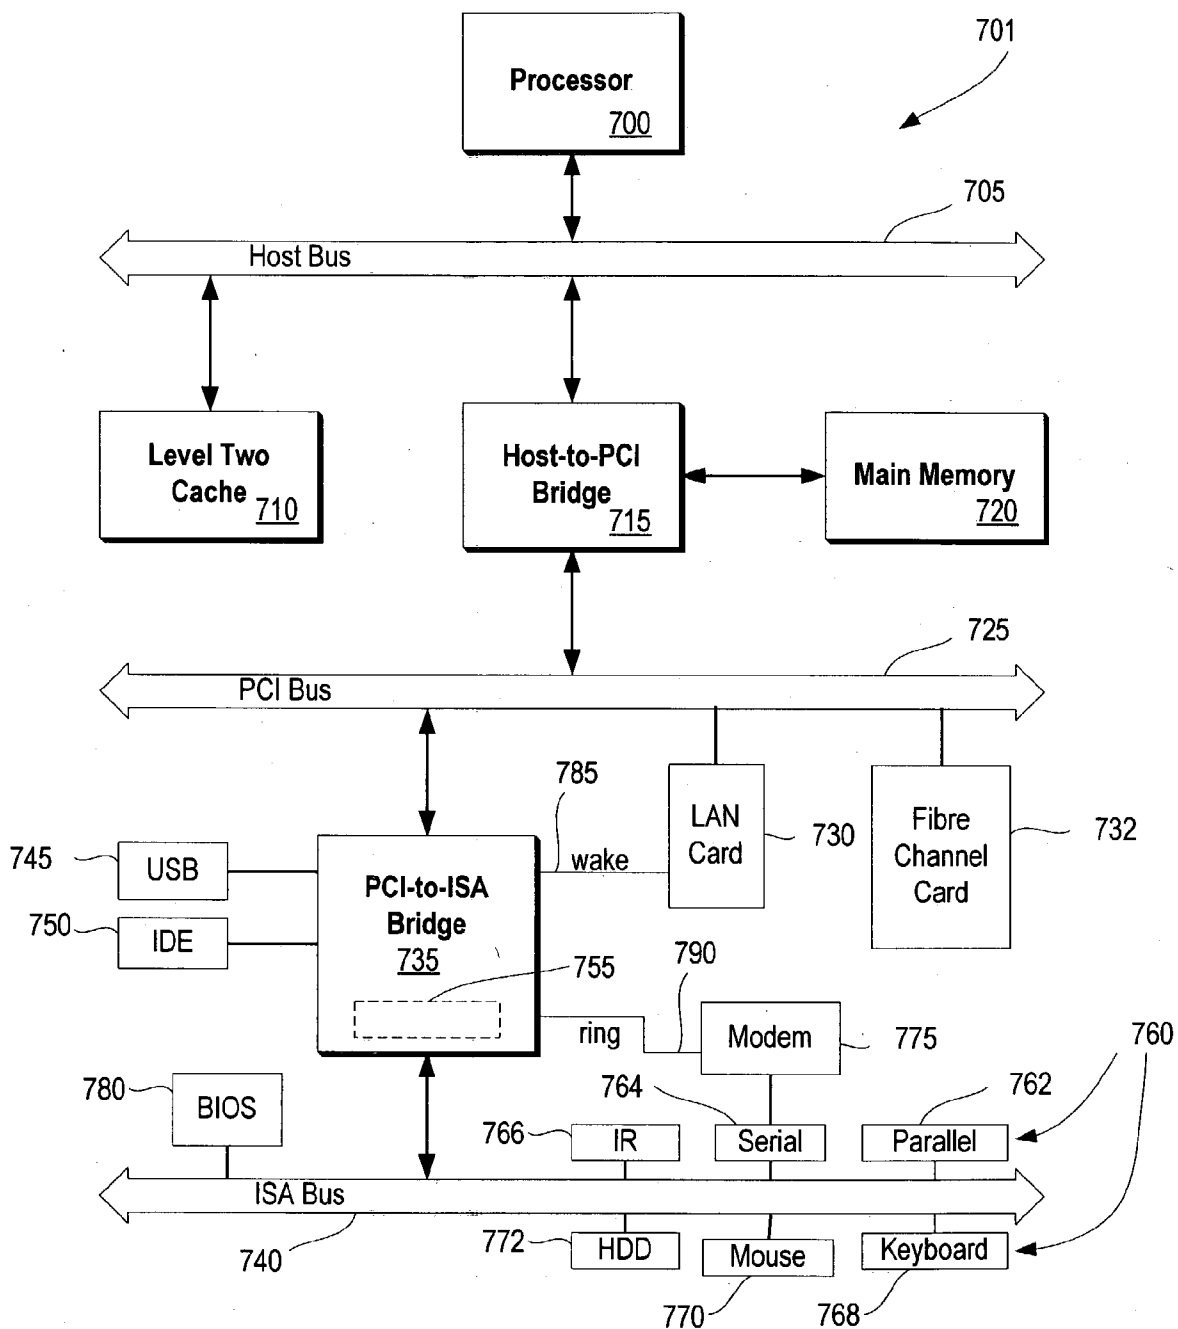 701
Processor
700
705
Host Bus
Level Two
Cache
710
Host-to-PCI
Bridge
715
Main Memory
720
725
PCI Bus
785
wake
LAN
Card
730
Fibre
Channel
Card
732
745
USB
750
IDE
PCI-to-ISA
Bridge
735
755
790
ring
Modem
775
760
780
BIOS
764
762
766
IR
Serial
Parallel
ISA Bus
740
772
HDD
Mouse
Keyboard
770
768